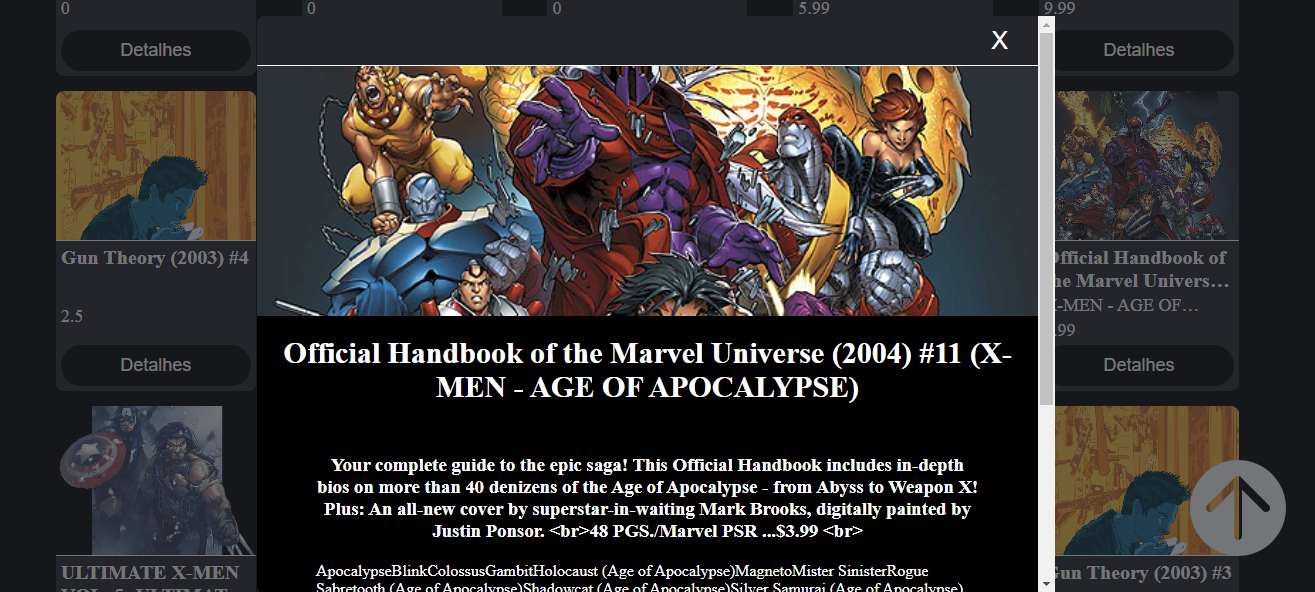 0
0
0
5.99
9.99
Detalhes
Detalhes
X
Gun Theory (2003) #4
2.5
Detalhes
Official Handbook of
he Marvel Univers…
X-MEN - AGE OF…
.99
Detalhes
Official Handbook of the Marvel Universe (2004) #11 (X-
MEN - AGE OF APOCALYPSE)
Your complete guide to the epic saga! This Official Handbook includes in-depth
bios on more than 40 denizens of the Age of Apocalypse - from Abyss to Weapon X!
Plus: An all-new cover by superstar-in-waiting Mark Brooks, digitally painted by
Justin Ponsor. <br>48 PGS./Marvel PSR ...$3.99 <br>
ApocalypseBlinkColossusGambitHolocaust (Age of Apocalypse)MagnetoMister SinisterRogue
Sabretooth (Age of Apocalypse)Shadowcat (Age of Apocalypse)Silver Samurai (Age of Apocalypse)
ULTIMATE X-MEN
VOL. 5: ULTIMAT
Gun Theory (2003) #3